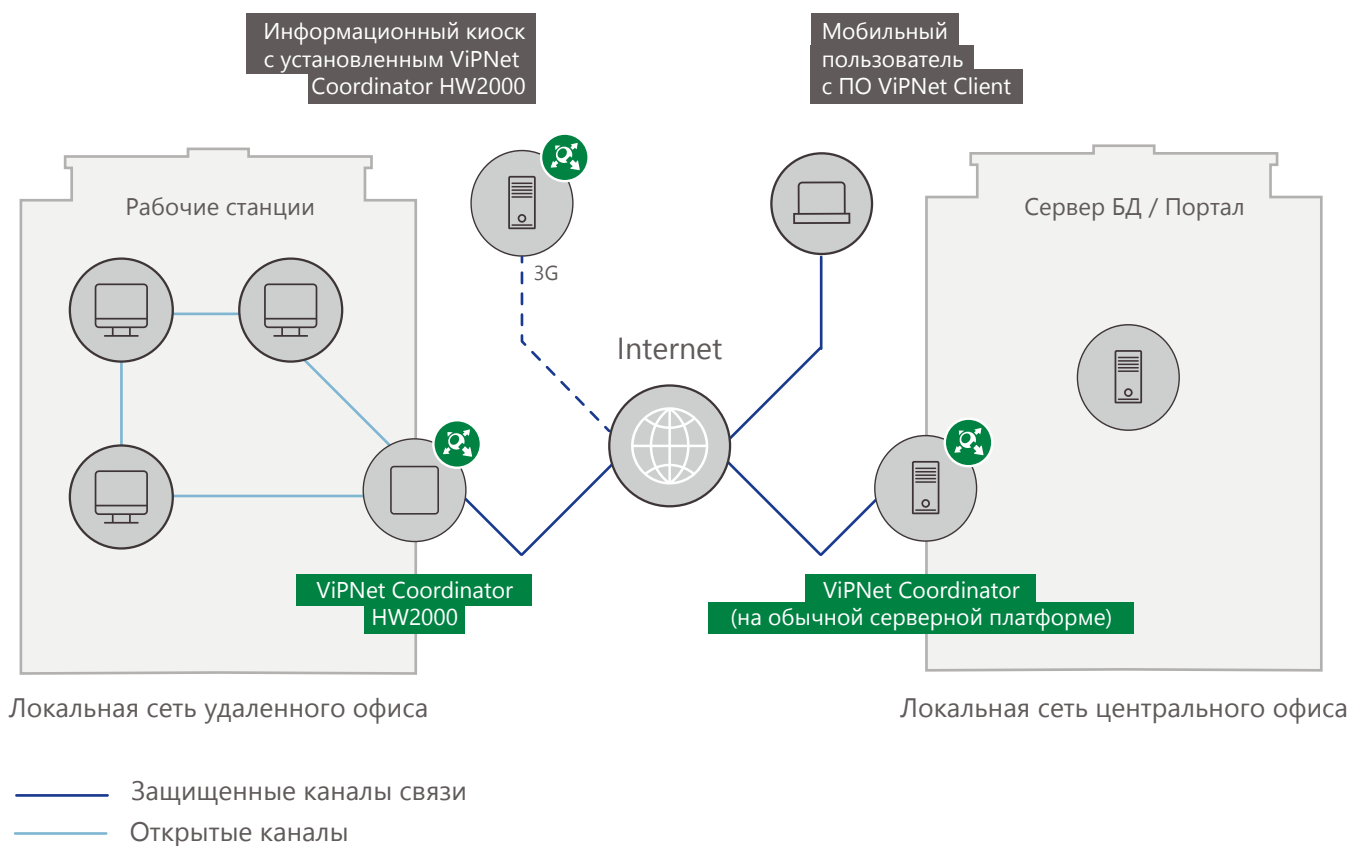 Информационный киоск
с установленным ViPNet
Coordinator HW2000
Мобильный
пользователь
с ПО ViPNet Client
Рабочие станции
Сервер БД / Портал
3G
Internet
ViPNet Coordinator
HW2000
ViPNet Coordinator
(на обычной серверной платформе)
Локальная сеть удаленного офиса
Локальная сеть центрального офиса
Защищенные каналы связи
Открытые каналы